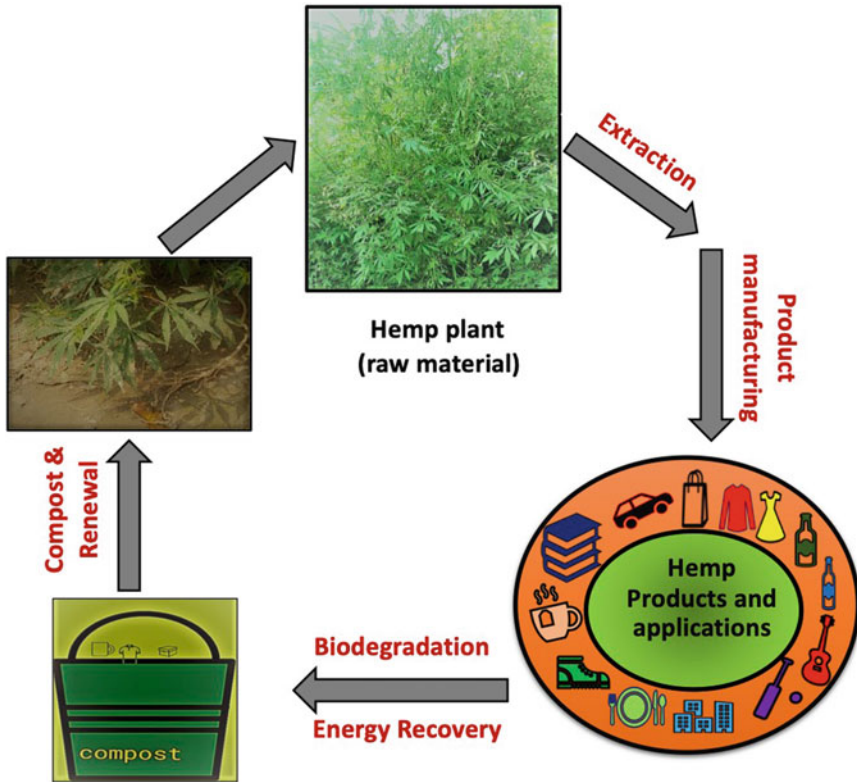 Extraction
Hemp plant
(raw material)
Product
manufacturing
Hemp
Products and
applications
Biodegradation
Energy Recovery
compost
Compost &
Renewal